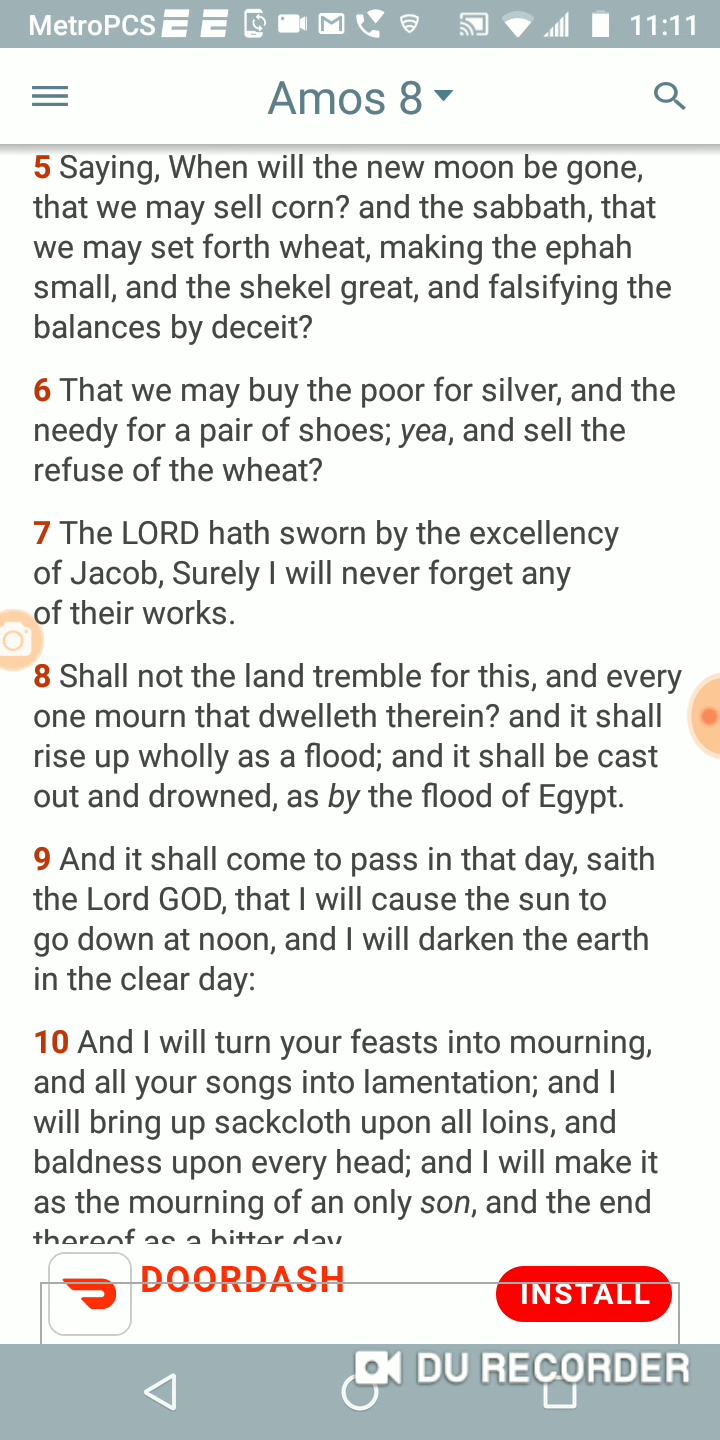 MetroPCS 11:11
Amos 8
5 Saying, When will the new moon be gone,
that we may sell corn? and the sabbath, that
we may set forth wheat, making the ephah
small, and the shekel great, and falsifying the
balances by deceit?
6 That we may buy the poor for silver, and the
needy for a pair of shoes; yea, and sell the
refuse of the wheat?
7 The LORD hath sworn by the excellency
of Jacob, Surely I will never forget any
of their works.
8 Shall not the land tremble for this, and every
one mourn that dwelleth therein? and it shall
rise up wholly as a flood; and it shall be cast
out and drowned, as by the flood of Egypt.
9 And it shall come to pass in that day, saith
the Lord GOD, that I will cause the sun to
go down at noon, and I will darken the earth
in the clear day:
10 And I will turn your feasts into mourning,
and all your songs into lamentation; and I
will bring up sackcloth upon all loins, and
baldness upon every head; and I will make it
as the mourning of an only son, and the end
thereof as a bitter day
DOORDASH
INSTALL
DU RECORDER